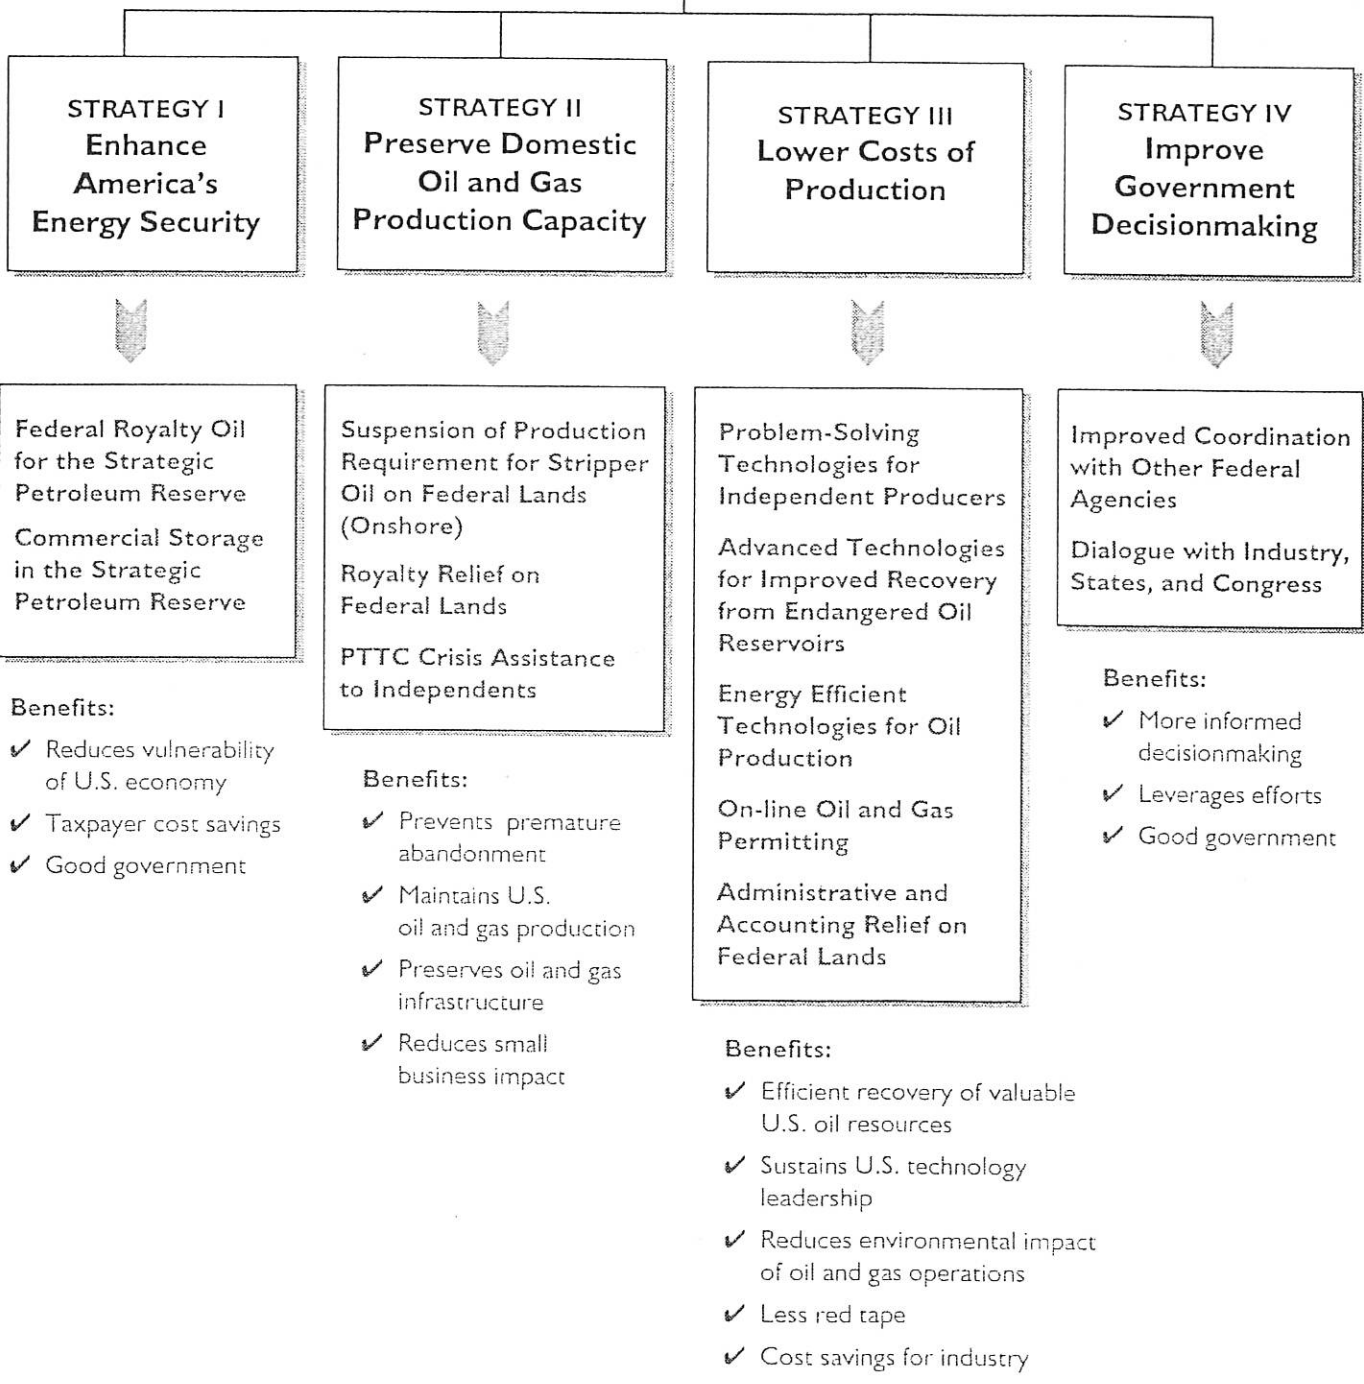 STRATEGY I
Enhance
America's
Energy Security
STRATEGY II
Preserve Domestic
Oil and Gas
Production Capacity
STRATEGY III
Lower Costs of
Production
STRATEGY IV
Improve
Government
Decisionmaking
Federal Royalty Oil
for the Strategic
Petroleum Reserve
Commercial Storage
in the Strategic
Petroleum Reserve
Benefits:
✔ Reduces vulnerability
of U.S. economy
✔ Taxpayer cost savings
✔ Good government
Suspension of Production
Requirement for Stripper
Oil on Federal Lands
(Onshore)
Royalty Relief on
Federal Lands
PTTC Crisis Assistance
to Independents
Benefits:
✔ Prevents premature
abandonment
✔ Maintains U.S.
oil and gas production
✔ Preserves oil and gas
infrastructure
✔ Reduces small
business impact
Problem-Solving
Technologies for
Independent Producers
Advanced Technologies
for Improved Recovery
from Endangered Oil
Reservoirs
Energy Efficient
Technologies for Oil
Production
On-line Oil and Gas
Permitting
Administrative and
Accounting Relief on
Federal Lands
Benefits:
✔ Efficient recovery of valuable
U.S. oil resources
✔ Sustains U.S. technology
leadership
✔ Reduces environmental impact
of oil and gas operations
✔ Less red tape
✔ Cost savings for industry
Improved Coordination
with Other Federal
Agencies
Dialogue with Industry,
States, and Congress
Benefits:
✔ More informed
decisionmaking
✔ Leverages efforts
✔ Good government